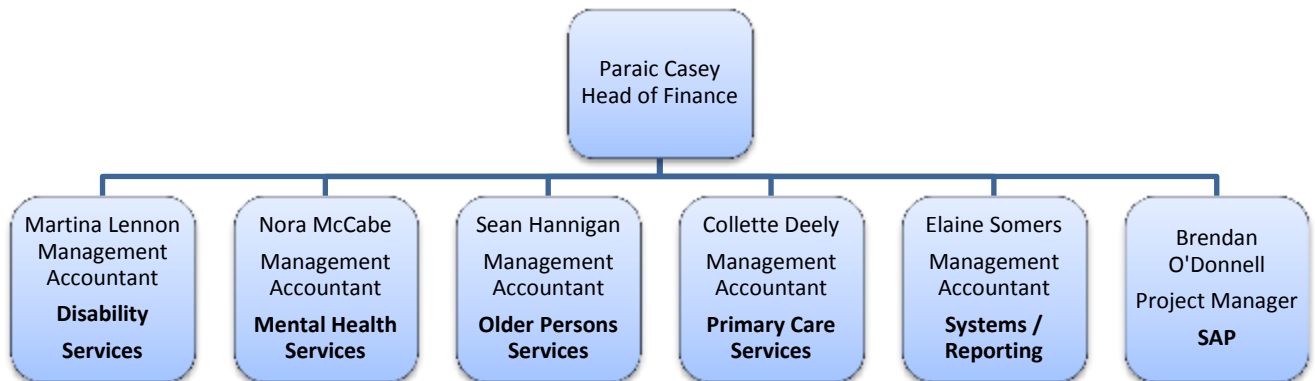 Paraic Casey
Head of Finance
Martina Lennon
Management
Accountant
Disability
Services
Nora McCabe
Management
Accountant
Mental Health
Services
Sean Hannigan
Management
Accountant
Older Persons
Services
Collette Deely
Management
Accountant
Primary Care
Services
Elaine Somers
Management
Accountant
Systems /
Reporting
Brendan
O'Donnell
Project Manager
SAP